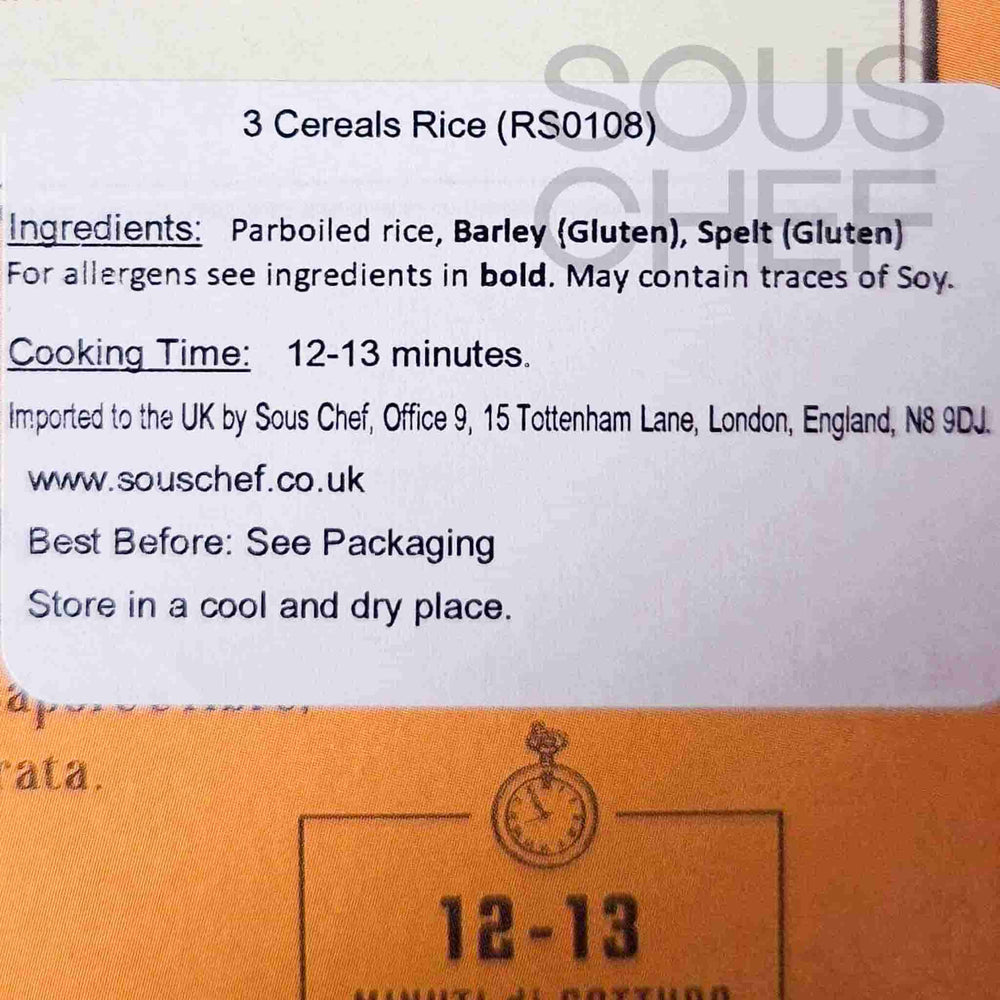 SOUS
CHEF
3 Cereals Rice (RS0108)
Ingredients: Parboiled rice, Barley (Gluten), Spelt (Gluten)
For allergens see ingredients in bold. May contain traces of Soy.
Cooking Time: 12-13 minutes.
Imported to the UK by Sous Chef, Office 9, 15 Tottenham Lane, London, England, N8 9DJ.
www.souschef.co.uk
Best Before: See Packaging
Store in a cool and dry place.
rata.
12-13
MINUTI di COTTURA